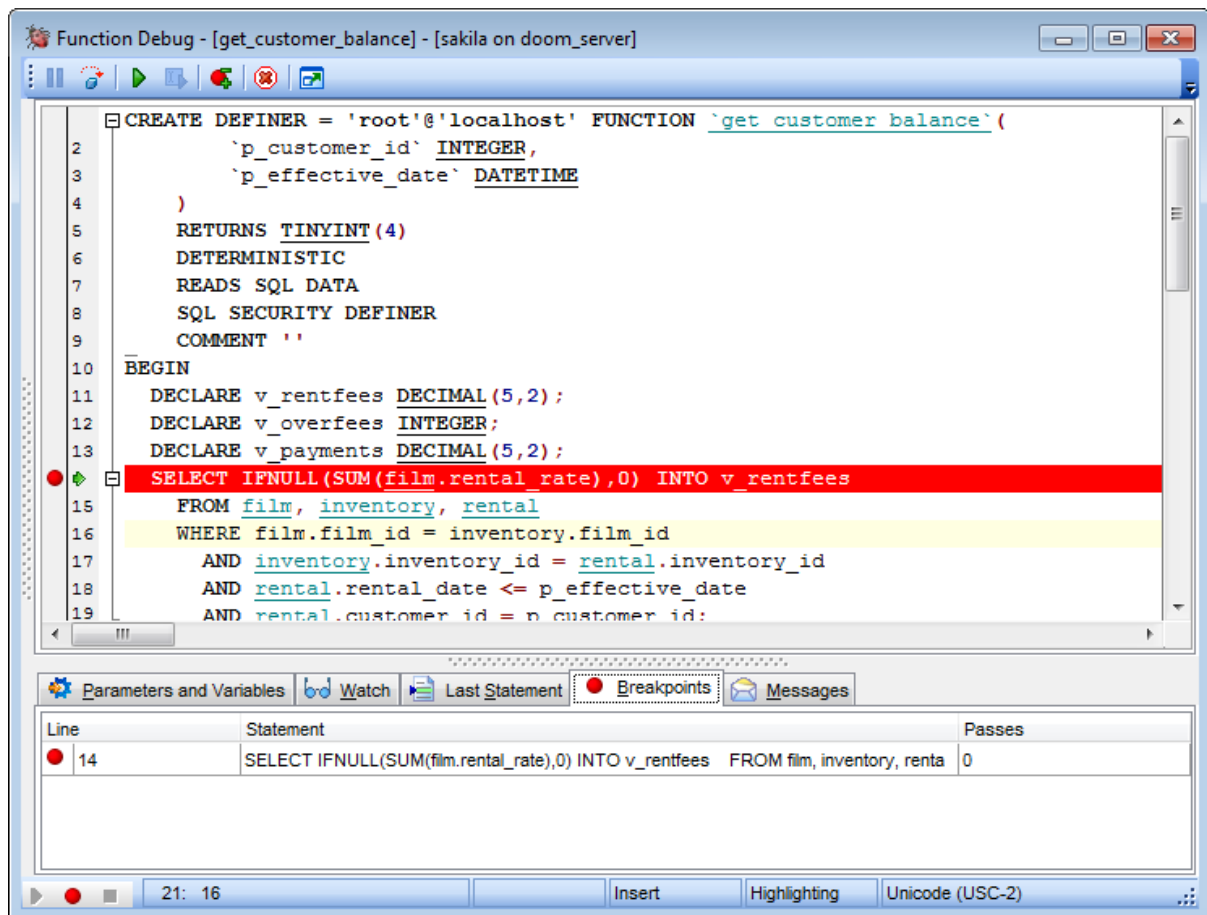 Function Debug - [get_customer_balance] - [sakila on doom_server]
CREATE DEFINER = 'root'@'localhost' FUNCTION `get_customer_balance`(
2 `p_customer_id` INTEGER,
3 `p_effective_date` DATETIME
4 )
5 RETURNS TINYINT(4)
6 DETERMINISTIC
7 READS SQL DATA
8 SQL SECURITY DEFINER
9 COMMENT ''
10 BEGIN
11 DECLARE v_rentfees DECIMAL(5,2);
12 DECLARE v_overfees INTEGER;
13 DECLARE v_payments DECIMAL(5,2);
SELECT IFNULL(SUM(film.rental_rate),0) INTO v_rentfees
15 FROM film, inventory, rental
16 WHERE film.film_id = inventory.film_id
17 AND inventory.inventory_id = rental.inventory_id
18 AND rental.rental_date <= p_effective_date
19 AND rental.customer_id = p_customer_id;
Parameters and Variables Watch Last Statement Breakpoints Messages
Line Statement Passes
14 SELECT IFNULL(SUM(film.rental_rate),0) INTO v_rentfees FROM film, inventory, renta 0
21: 16 Insert Highlighting Unicode (USC-2)